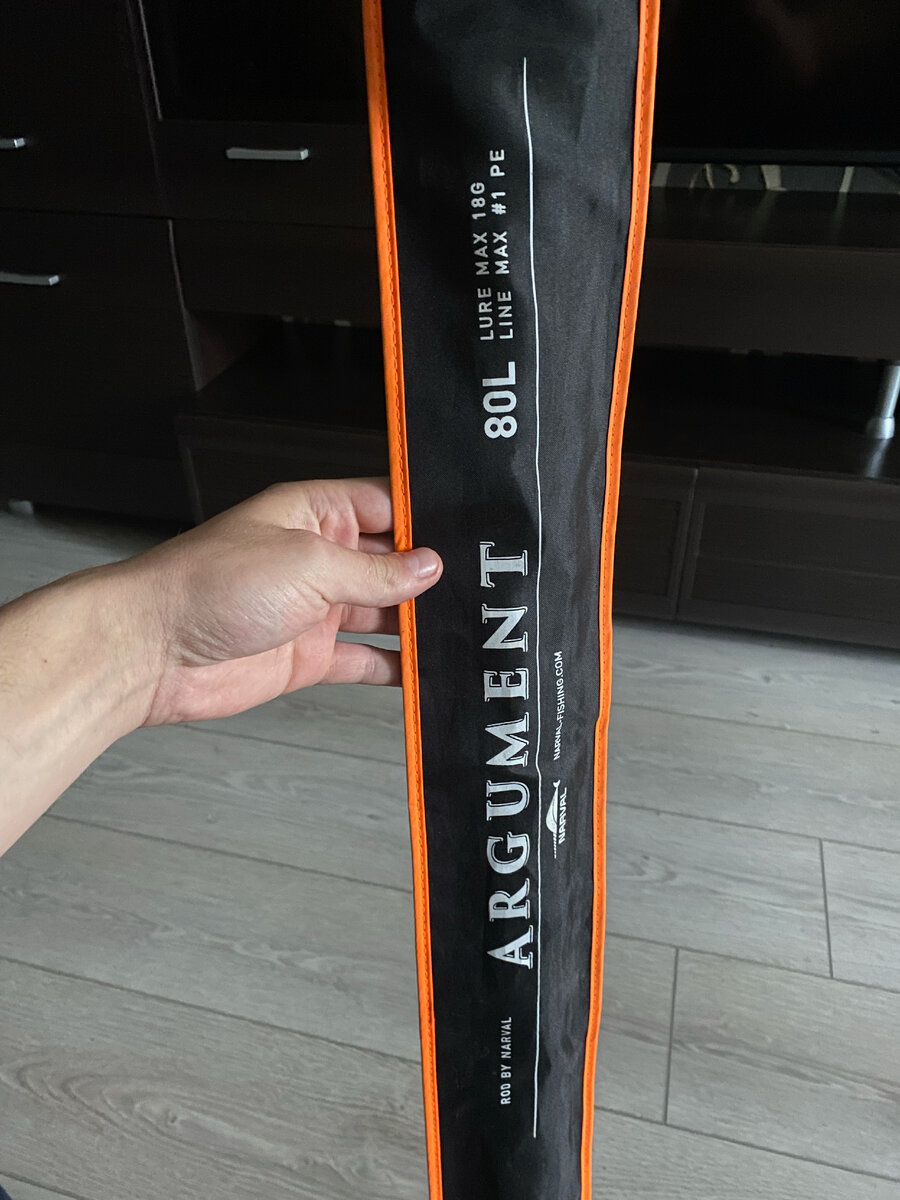 ROD BY NARVAL
ARGUMENT
80L
LURE MAX 18G
LINE MAX #1 PE
NARVAL
NARVAL-FISHING.COM